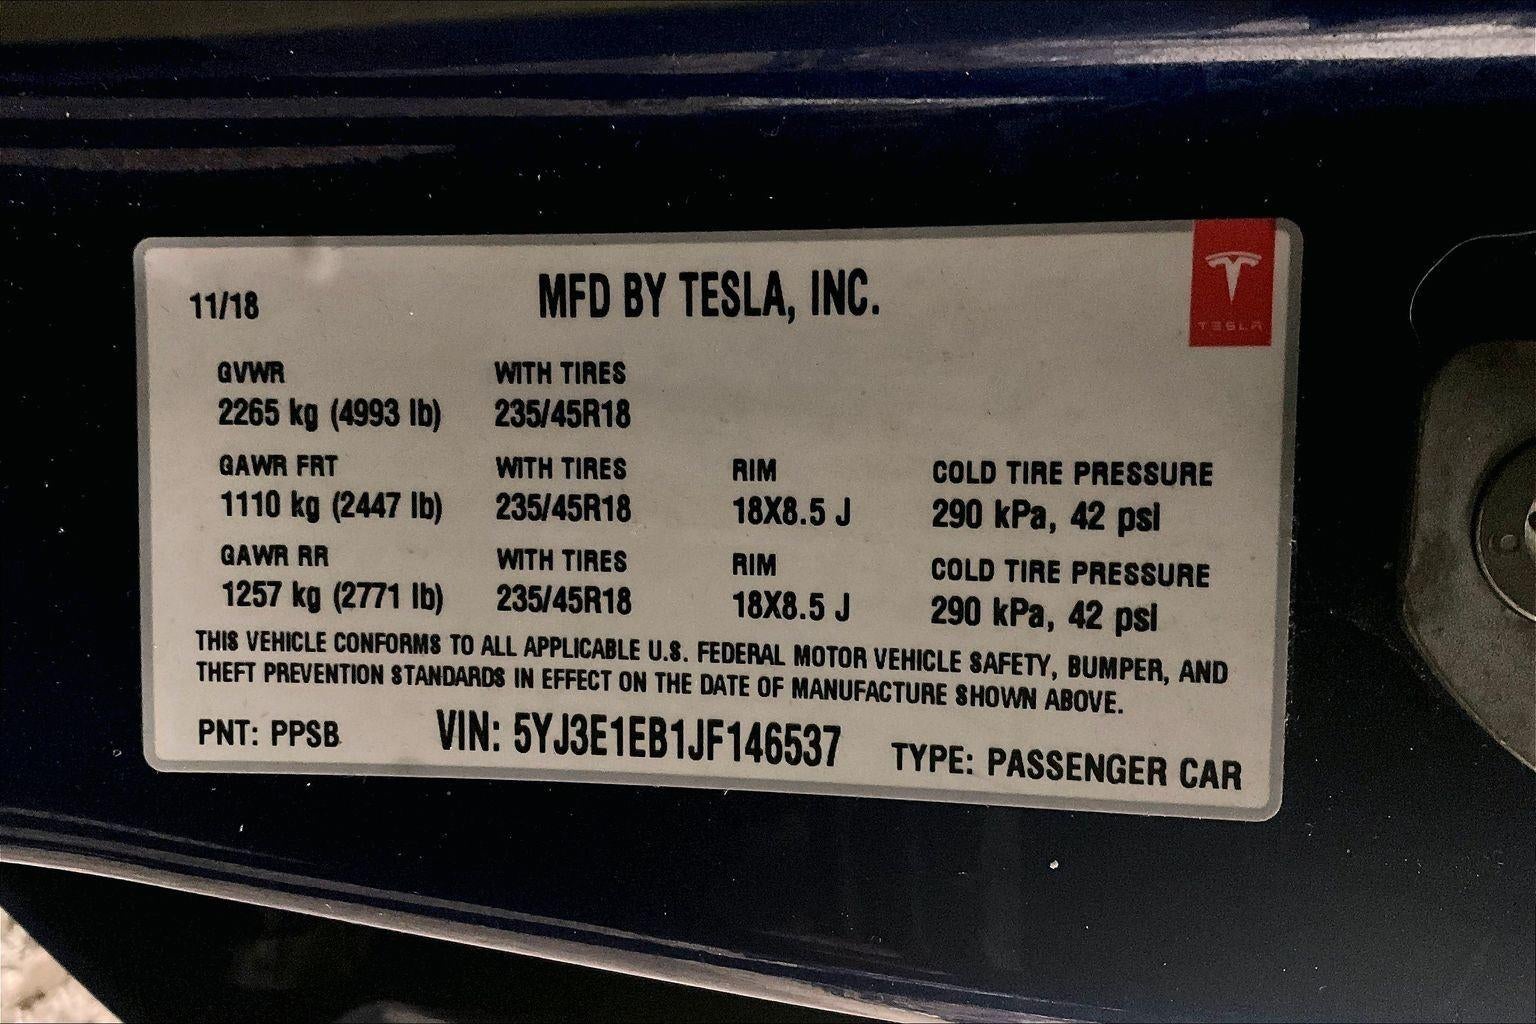 11/18 MFD BY TESLA, INC.
TESLA
GVWR WITH TIRES
2265 kg (4993 lb) 235/45R18
GAWR FRT WITH TIRES RIM COLD TIRE PRESSURE
1110 kg (2447 lb) 235/45R18 18X8.5 J 290 kPa, 42 psi
GAWR RR WITH TIRES RIM COLD TIRE PRESSURE
1257 kg (2771 lb) 235/45R18 18X8.5 J 290 kPa, 42 psi
THIS VEHICLE CONFORMS TO ALL APPLICABLE U.S. FEDERAL MOTOR VEHICLE SAFETY, BUMPER, AND
THEFT PREVENTION STANDARDS IN EFFECT ON THE DATE OF MANUFACTURE SHOWN ABOVE.
PNT: PPSB VIN: 5YJ3E1EB1JF146537 TYPE: PASSENGER CAR